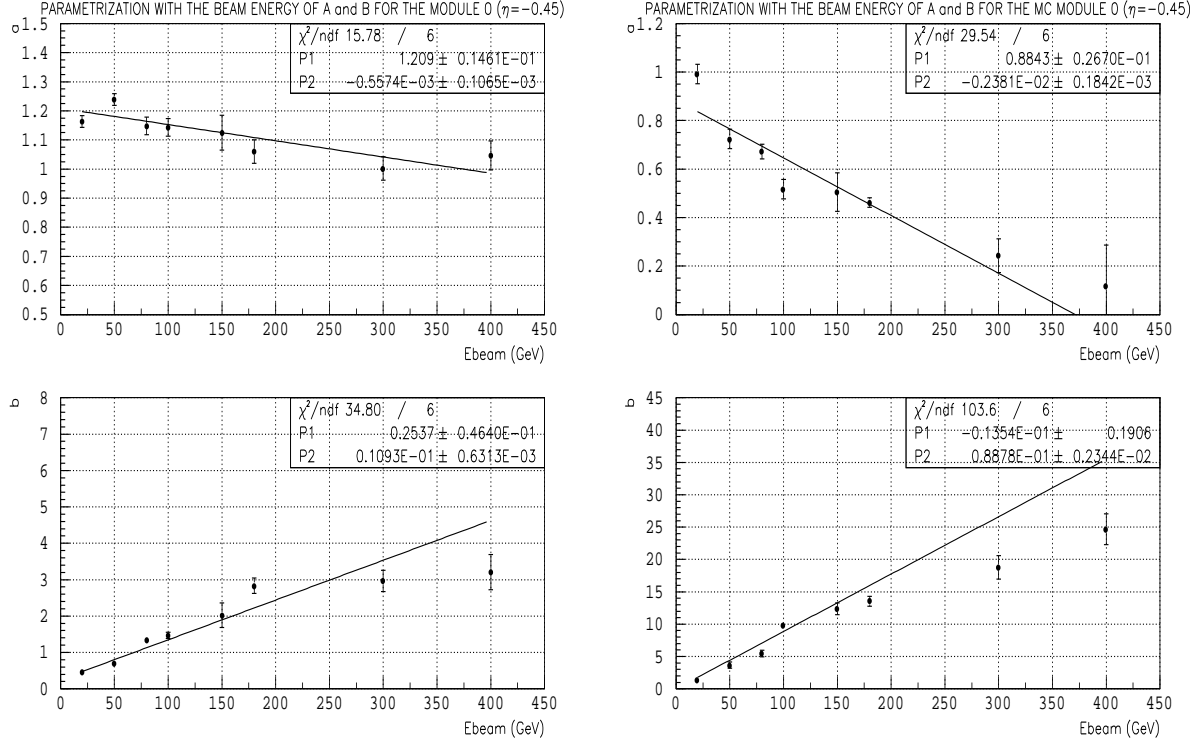 PARAMETRIZATION WITH THE BEAM ENERGY OF A and B FOR THE MODULE 0 (η=-0.45)
a
1.5
1.4
1.3
1.2
1.1
1
0.9
0.8
0.7
0.6
0.5
χ²/ndf 15.78 / 6
P1 1.209 ± 0.1461E-01
P2 -0.5574E-03 ± 0.1065E-03
0 50 100 150 200 250 300 350 400 450
Ebeam (GeV)
PARAMETRIZATION WITH THE BEAM ENERGY OF A and B FOR THE MC MODULE 0 (η=-0.45)
a
1.2
1
0.8
0.6
0.4
0.2
0
χ²/ndf 29.54 / 6
P1 0.8843 ± 0.2670E-01
P2 -0.2381E-02 ± 0.1842E-03
0 50 100 150 200 250 300 350 400 450
Ebeam (GeV)
b
8
7
6
5
4
3
2
1
0
χ²/ndf 34.80 / 6
P1 0.2537 ± 0.4640E-01
P2 0.1093E-01 ± 0.6313E-03
0 50 100 150 200 250 300 350 400 450
Ebeam (GeV)
b
45
40
35
30
25
20
15
10
5
0
χ²/ndf 103.6 / 6
P1 -0.1354E-01 ± 0.1906
P2 0.8878E-01 ± 0.2344E-02
0 50 100 150 200 250 300 350 400 450
Ebeam (GeV)